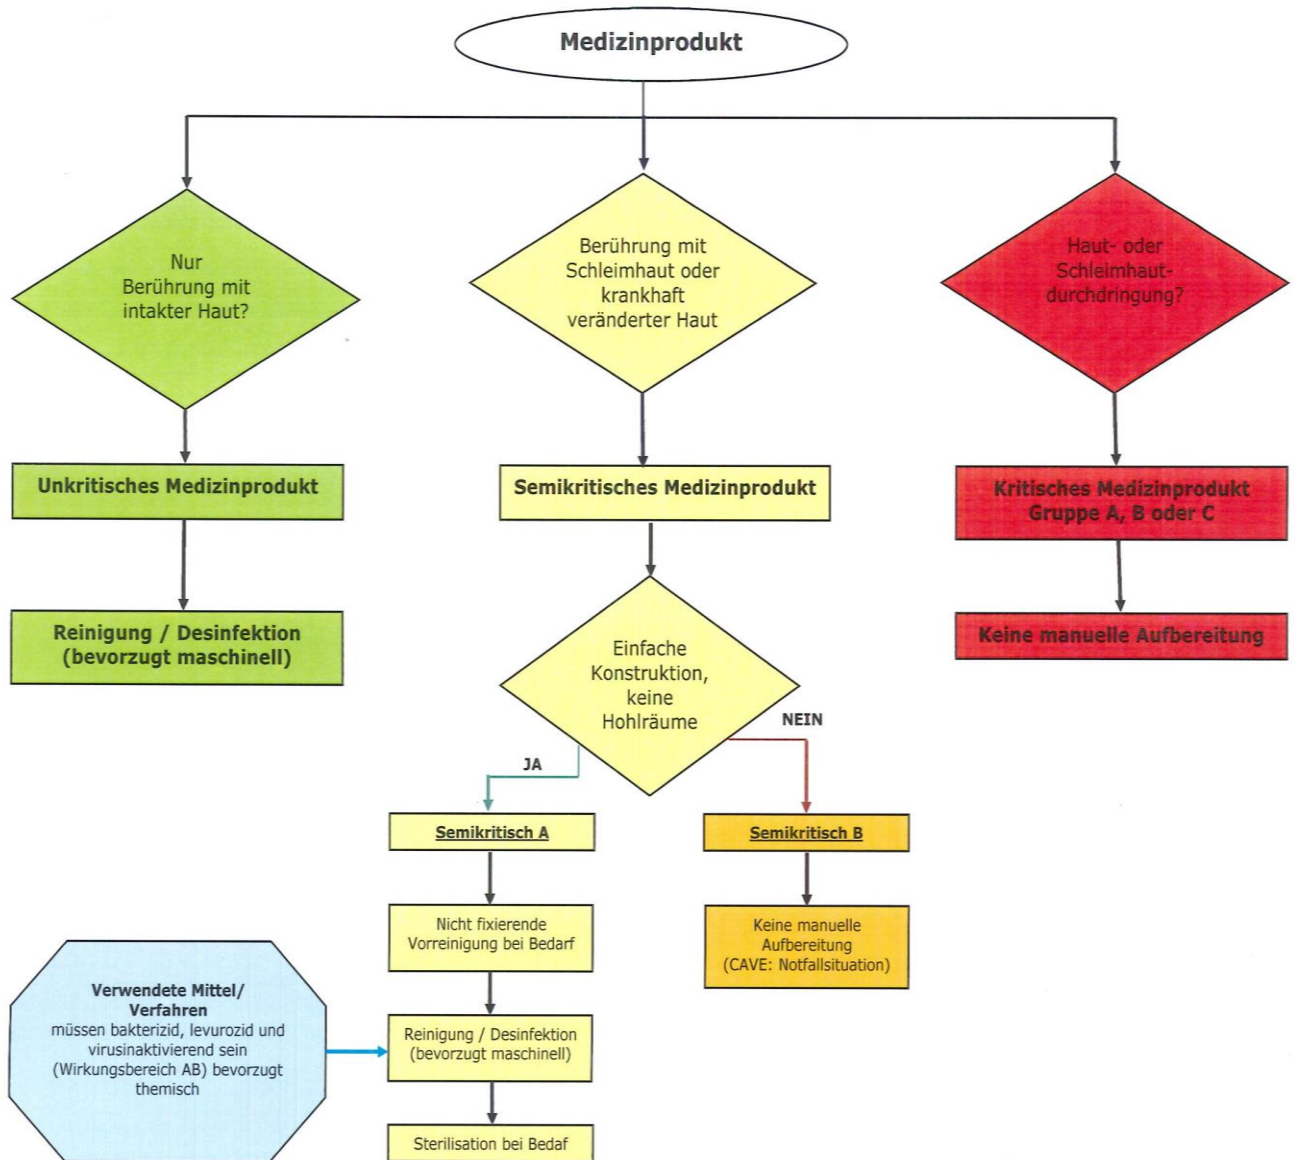 Medizinprodukt
Nur
Berührung mit
intakter Haut?
Berührung mit
Schleimhaut oder
krankhaft
veränderter Haut
Haut- oder
Schleimhaut-
durchdringung?
Unkritisches Medizinprodukt
Semikritisches Medizinprodukt
Kritisches Medizinprodukt
Gruppe A, B oder C
Reinigung / Desinfektion
(bevorzugt maschinell)
Einfache
Konstruktion,
keine
Hohlräume
Keine manuelle Aufbereitung
JA
NEIN
Semikritisch A
Semikritisch B
Nicht fixierende
Vorreinigung bei Bedarf
Keine manuelle
Aufbereitung
(CAVE: Notfallsituation)
Verwendete Mittel/
Verfahren
müssen bakterizid, levurozid und
virusinaktivierend sein
(Wirkungsbereich AB) bevorzugt
themisch
Reinigung / Desinfektion
(bevorzugt maschinell)
Sterilisation bei Bedaf